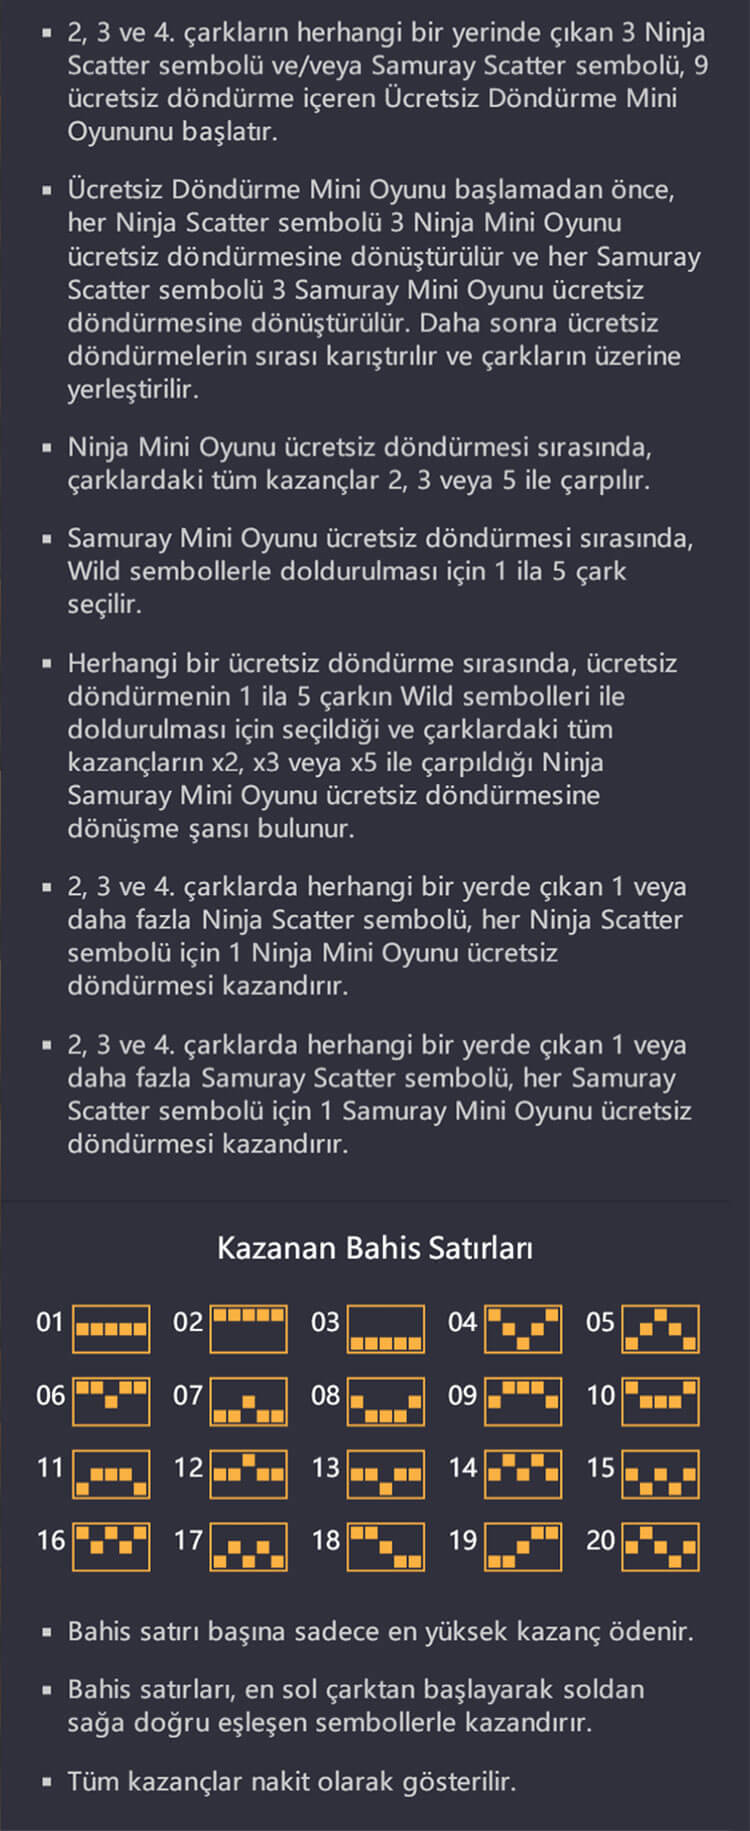 ▪ 2, 3 ve 4. çarkların herhangi bir yerinde çıkan 3 Ninja
Scatter sembolü ve/veya Samuray Scatter sembolü, 9
ücretsiz döndürme içeren Ücretsiz Döndürme Mini
Oyununu başlatır.
▪ Ücretsiz Döndürme Mini Oyunu başlamadan önce,
her Ninja Scatter sembolü 3 Ninja Mini Oyunu
ücretsiz döndürmesine dönüştürülür ve her Samuray
Scatter sembolü 3 Samuray Mini Oyunu ücretsiz
döndürmesine dönüştürülür. Daha sonra ücretsiz
döndürmelerin sırası karıştırılır ve çarkların üzerine
yerleştirilir.
▪ Ninja Mini Oyunu ücretsiz döndürmesi sırasında,
çarklardaki tüm kazançlar 2, 3 veya 5 ile çarpılır.
▪ Samuray Mini Oyunu ücretsiz döndürmesi sırasında,
Wild sembollerle doldurulması için 1 ila 5 çark
seçilir.
▪ Herhangi bir ücretsiz döndürme sırasında, ücretsiz
döndürmenin 1 ila 5 çarkın Wild sembolleri ile
doldurulması için seçildiği ve çarklardaki tüm
kazançların x2, x3 veya x5 ile çarpıldığı Ninja
Samuray Mini Oyunu ücretsiz döndürmesine
dönüşme şansı bulunur.
▪ 2, 3 ve 4. çarklarda herhangi bir yerde çıkan 1 veya
daha fazla Ninja Scatter sembolü, her Ninja Scatter
sembolü için 1 Ninja Mini Oyunu ücretsiz
döndürmesi kazandırır.
▪ 2, 3 ve 4. çarklarda herhangi bir yerde çıkan 1 veya
daha fazla Samuray Scatter sembolü, her Samuray
Scatter sembolü için 1 Samuray Mini Oyunu ücretsiz
döndürmesi kazandırır.
Kazanan Bahis Satırları
01 02 03 04 05
06 07 08 09 10
11 12 13 14 15
16 17 18 19 20
▪ Bahis satırı başına sadece en yüksek kazanç ödenir.
▪ Bahis satırları, en sol çarktan başlayarak soldan
sağa doğru eşleşen sembollerle kazandırır.
▪ Tüm kazançlar nakit olarak gösterilir.